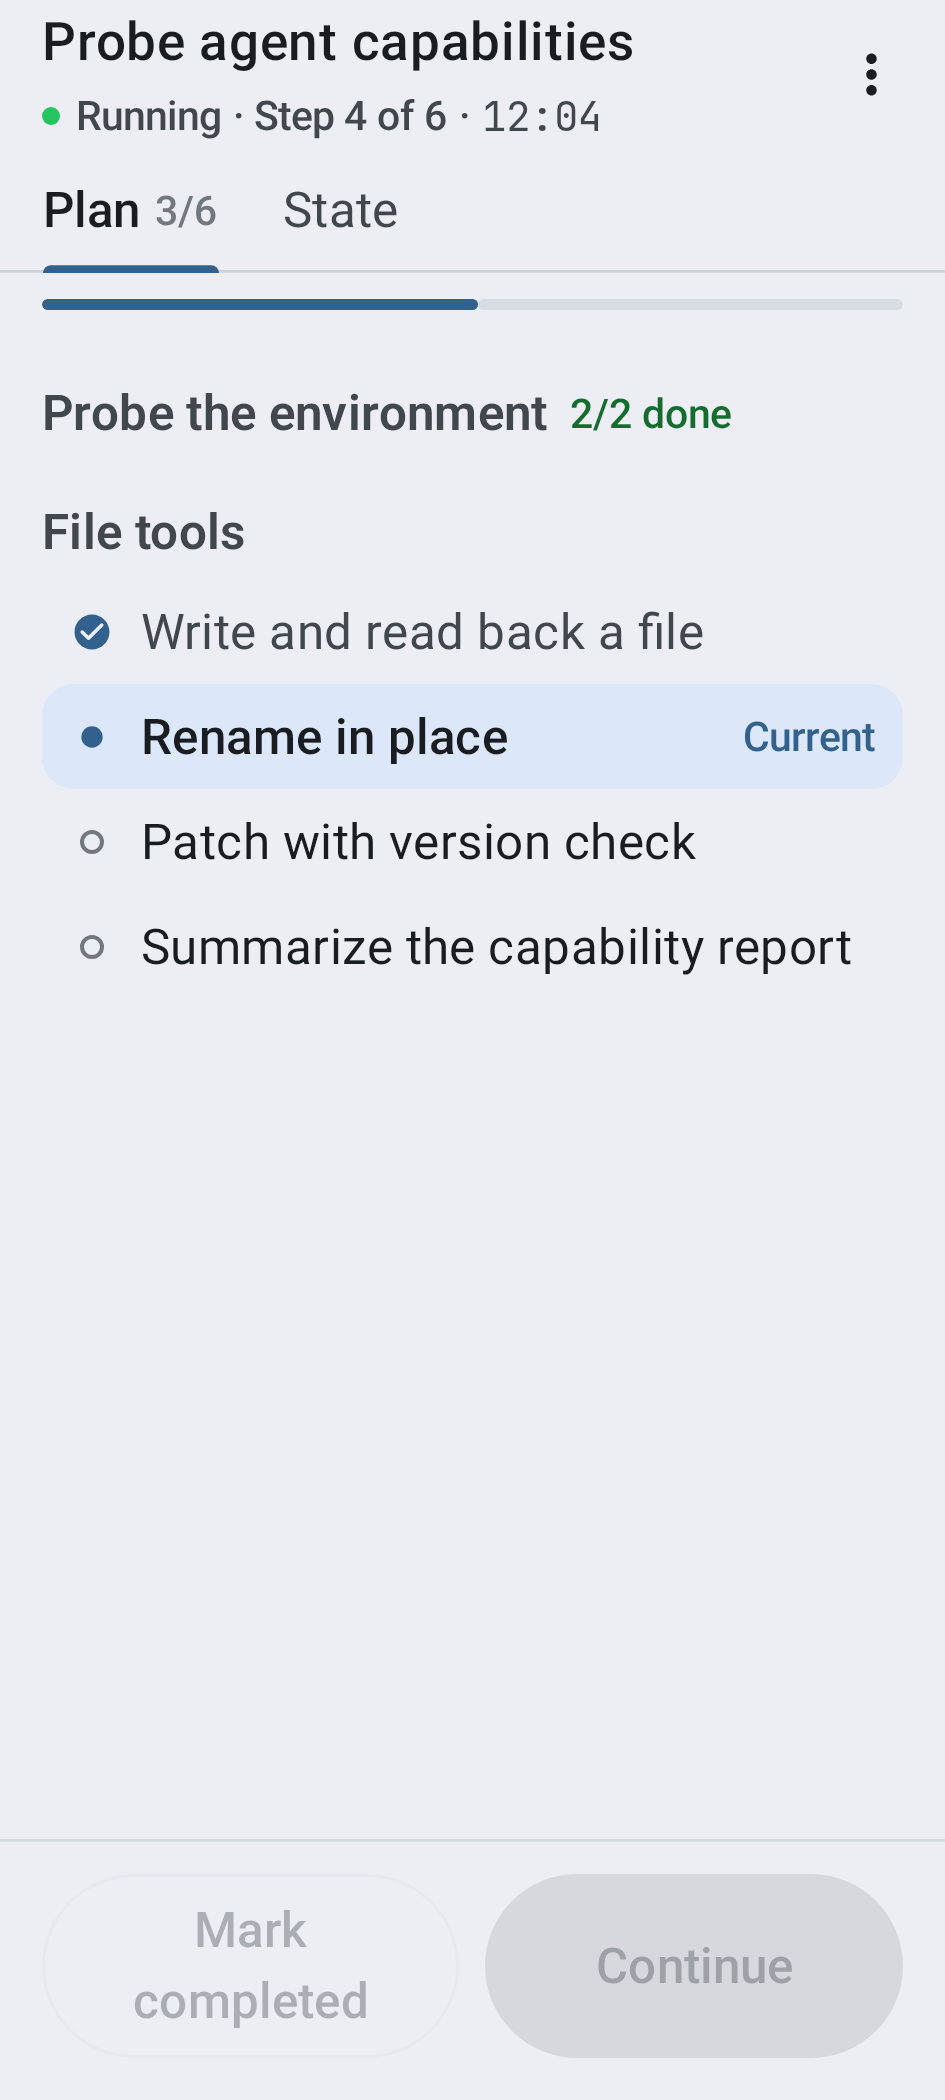 Probe agent capabilities
Running · Step 4 of 6 · 12:04
Plan 3/6 State
Probe the environment 2/2 done
File tools
Write and read back a file
Rename in place Current
Patch with version check
Summarize the capability report
Mark
completed
Continue